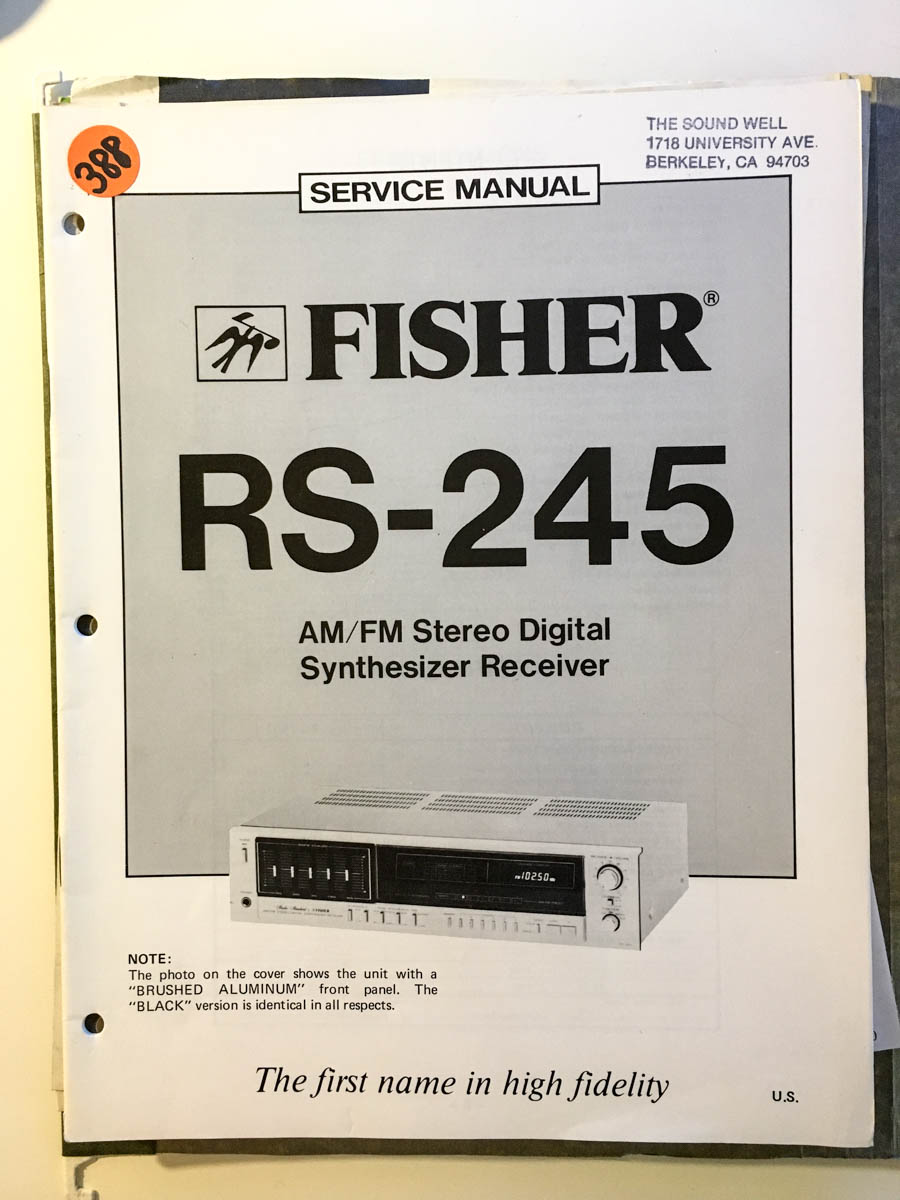 388
THE SOUND WELL
1718 UNIVERSITY AVE.
BERKELEY, CA 94703
SERVICE MANUAL
FISHER®
RS-245
AM/FM Stereo Digital
Synthesizer Receiver
FM 10250
NOTE:
The photo on the cover shows the unit with a
"BRUSHED ALUMINUM" front panel. The
"BLACK" version is identical in all respects.
The first name in high fidelity
U.S.